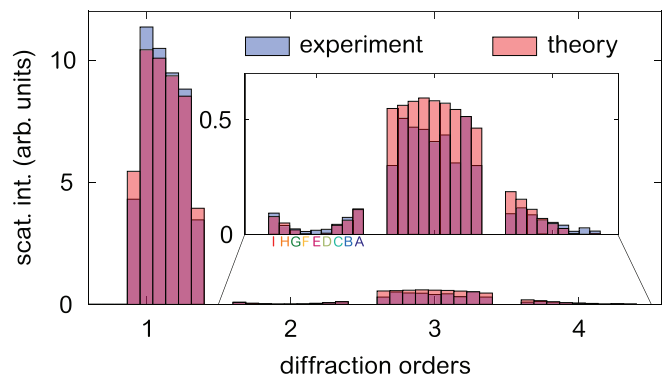 experiment
theory
10
5
0
scat. int. (arb. units)
0.5
0
I H G F E D C B A
1 2 3 4
diffraction orders